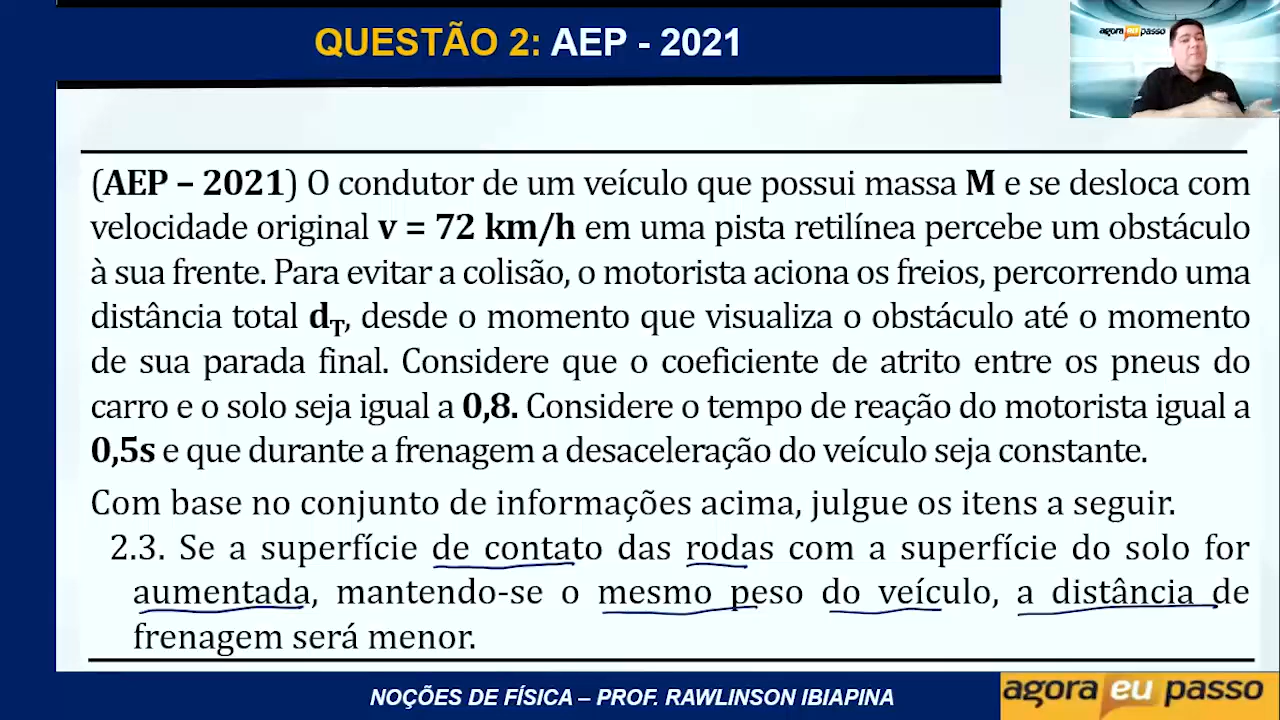 QUESTÃO 2: AEP - 2021
agora eu passo
(AEP – 2021) O condutor de um veículo que possui massa M e se desloca com
velocidade original v = 72 km/h em uma pista retilínea percebe um obstáculo
à sua frente. Para evitar a colisão, o motorista aciona os freios, percorrendo uma
distância total dT, desde o momento que visualiza o obstáculo até o momento
de sua parada final. Considere que o coeficiente de atrito entre os pneus do
carro e o solo seja igual a 0,8. Considere o tempo de reação do motorista igual a
0,5s e que durante a frenagem a desaceleração do veículo seja constante.
Com base no conjunto de informações acima, julgue os itens a seguir.
2.3. Se a superfície de contato das rodas com a superfície do solo for
aumentada, mantendo-se o mesmo peso do veículo, a distância de
frenagem será menor.
NOÇÕES DE FÍSICA – PROF. RAWLINSON IBIAPINA
agora eu passo